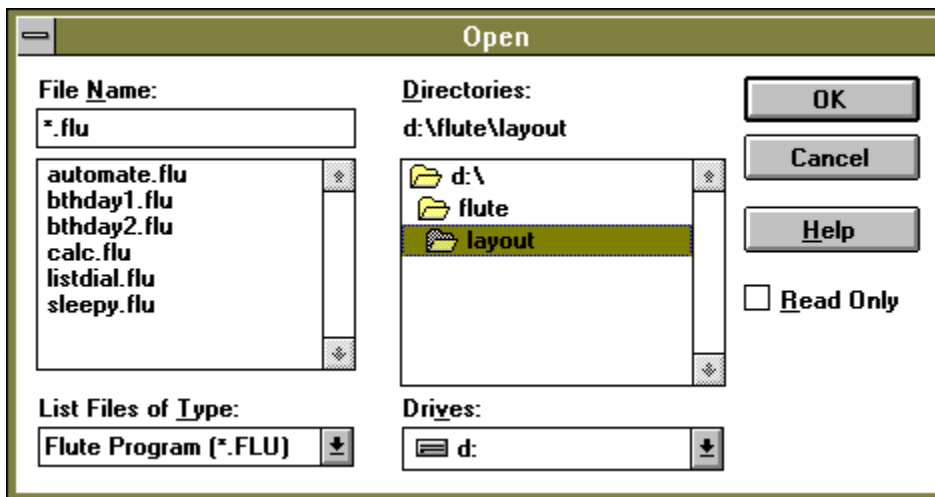 Open
File Name:
*.flu
automate.flu
bthday1.flu
bthday2.flu
calc.flu
listdial.flu
sleepy.flu
List Files of Type:
Flute Program (*.FLU)
Directories:
d:\flute\layout
d:\
flute
layout
Drives:
d:
OK
Cancel
Help
Read Only